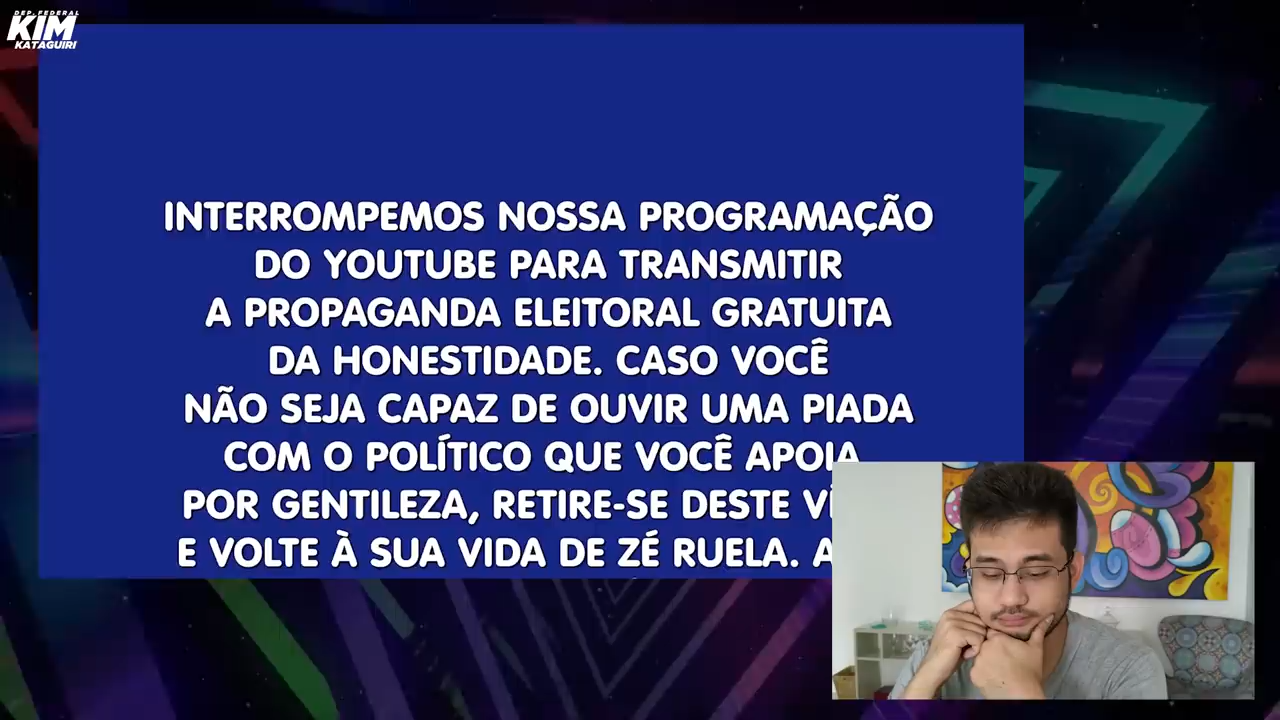 DEP. FEDERAL
KIM
KATAGUIRI
INTERROMPEMOS NOSSA PROGRAMAÇÃO
DO YOUTUBE PARA TRANSMITIR
A PROPAGANDA ELEITORAL GRATUITA
DA HONESTIDADE. CASO VOCÊ
NÃO SEJA CAPAZ DE OUVIR UMA PIADA
COM O POLÍTICO QUE VOCÊ APOIA
POR GENTILEZA, RETIRE-SE DESTE
E VOLTE À SUA VIDA DE ZÉ RUELA.